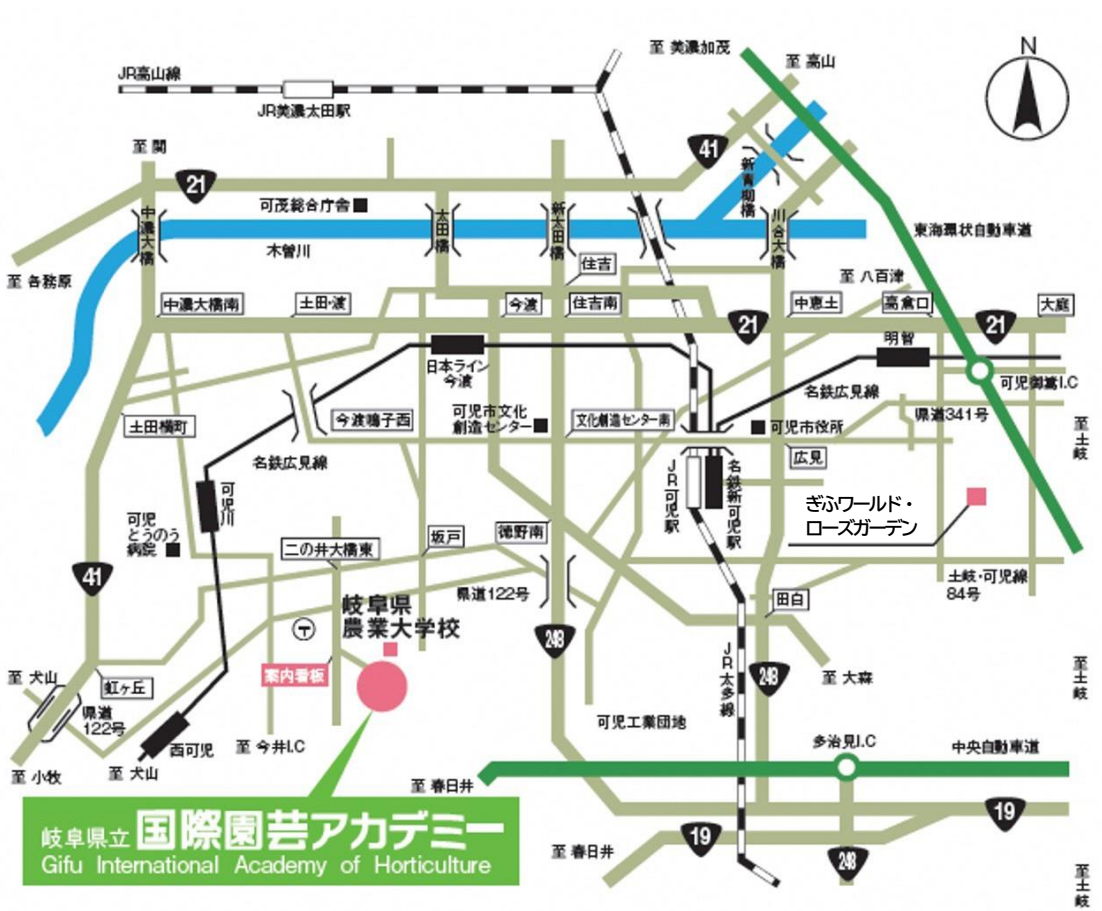 至 美濃加茂
N
至 高山
JR高山線
JR美濃太田駅
至 関
41
21
新青柳橋
可茂総合庁舎
中濃大橋
太田橋
新太田橋
川合大橋
東海環状自動車道
木曽川
至 各務原
住吉
至 八百津
中濃大橋南
土田・渡
今渡
住吉南
中恵土
高倉口
大庭
21
21
明智
日本ライン
今渡
可児御嵩I.C
名鉄広見線
土田横町
今渡鳴子西
可児市文化
創造センター
文化創造センター南
可児市役所
県道341号
至 土岐
名鉄広見線
広見
可児川
JR可児駅
名鉄新可児駅
ぎふワールド・
ローズガーデン
可児
とうのう
病院
二の井大橋東
坂戸
徳野南
41
県道122号
土岐・可児線
84号
岐阜県
農業大学校
田白
248
案内看板
至 犬山
虹ヶ丘
県道
122号
JR太多線
248
至 大森
至 土岐
西可児
至 今井I.C
可児工業団地
多治見I.C
中央自動車道
至 小牧
至 犬山
至 春日井
岐阜県立 国際園芸アカデミー
Gifu International Academy of Horticulture
19
19
至 春日井
248
至 土岐